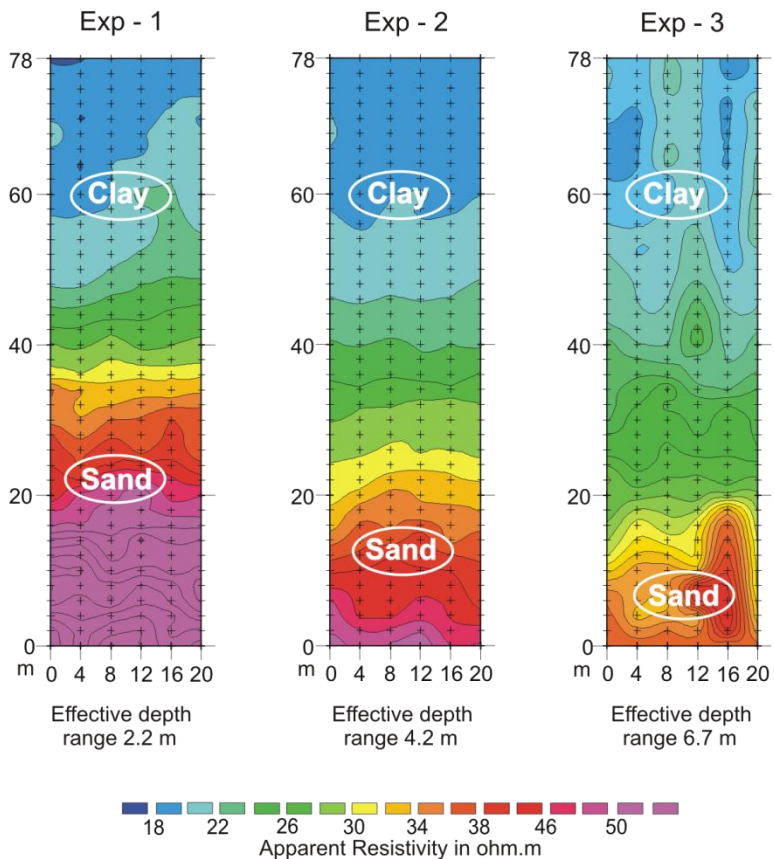 Exp - 1
Exp - 2
Exp - 3
78
78
78
Clay
Clay
Clay
60
60
60
40
40
40
Sand
20
20
20
Sand
Sand
0
0
0
m
0 4 8 12 16 20
m
0 4 8 12 16 20
m
0 4 8 12 16 20
Effective depth
range 2.2 m
Effective depth
range 4.2 m
Effective depth
range 6.7 m
18 22 26 30 34 38 46 50
Apparent Resistivity in ohm.m